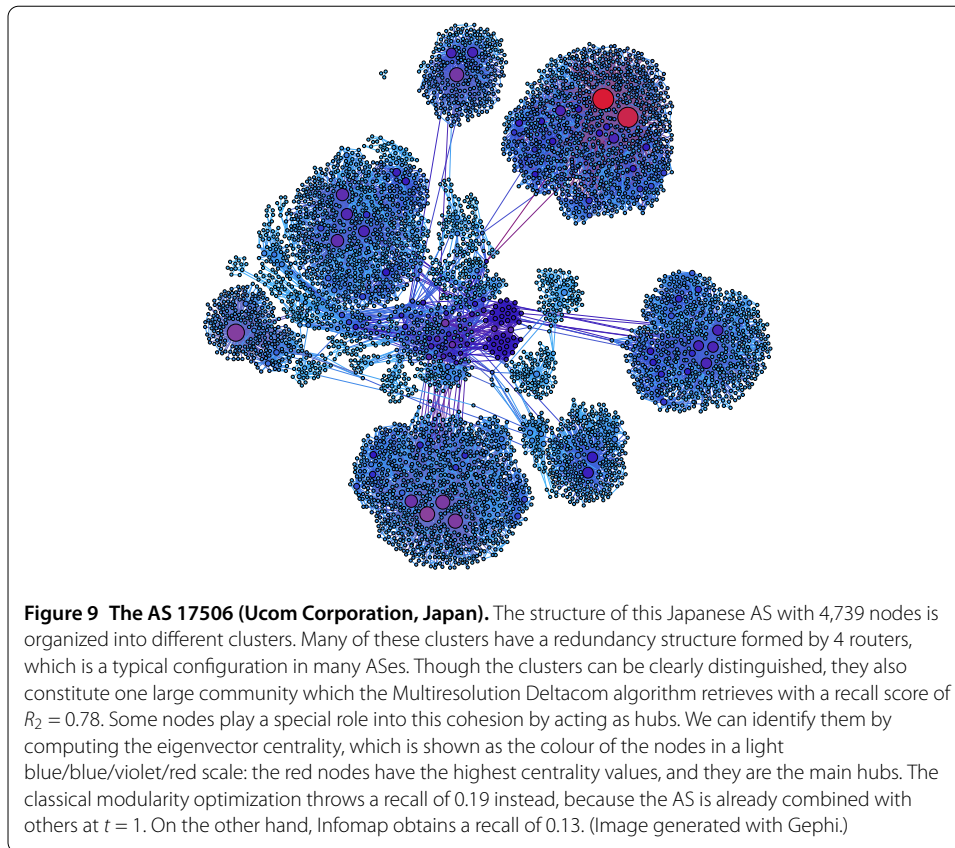 Figure 9 The AS 17506 (Ucom Corporation, Japan). The structure of this Japanese AS with 4,739 nodes is
organized into different clusters. Many of these clusters have a redundancy structure formed by 4 routers,
which is a typical configuration in many ASes. Though the clusters can be clearly distinguished, they also
constitute one large community which the Multiresolution Deltacom algorithm retrieves with a recall score of
R₂ = 0.78. Some nodes play a special role into this cohesion by acting as hubs. We can identify them by
computing the eigenvector centrality, which is shown as the colour of the nodes in a light
blue/blue/violet/red scale: the red nodes have the highest centrality values, and they are the main hubs. The
classical modularity optimization throws a recall of 0.19 instead, because the AS is already combined with
others at t = 1. On the other hand, Infomap obtains a recall of 0.13. (Image generated with Gephi.)